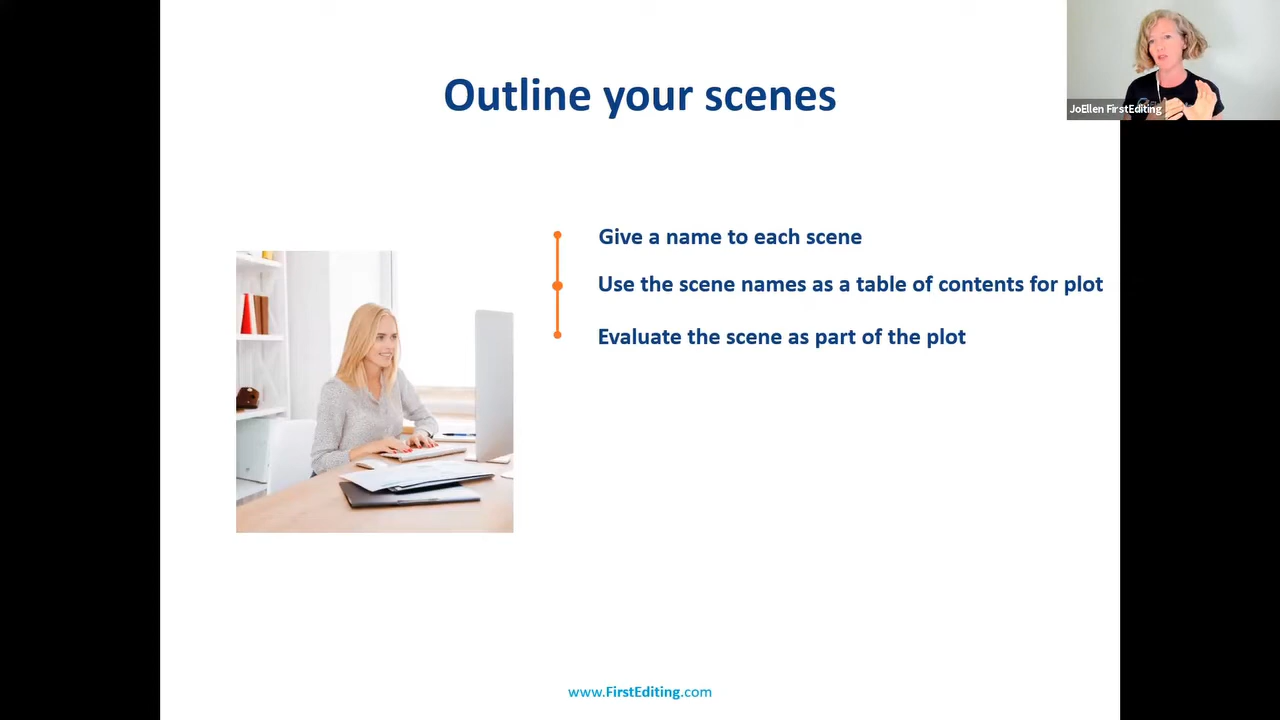 Outline your scenes
JoEllen FirstEditing
Give a name to each scene
Use the scene names as a table of contents for plot
Evaluate the scene as part of the plot
www.FirstEditing.com